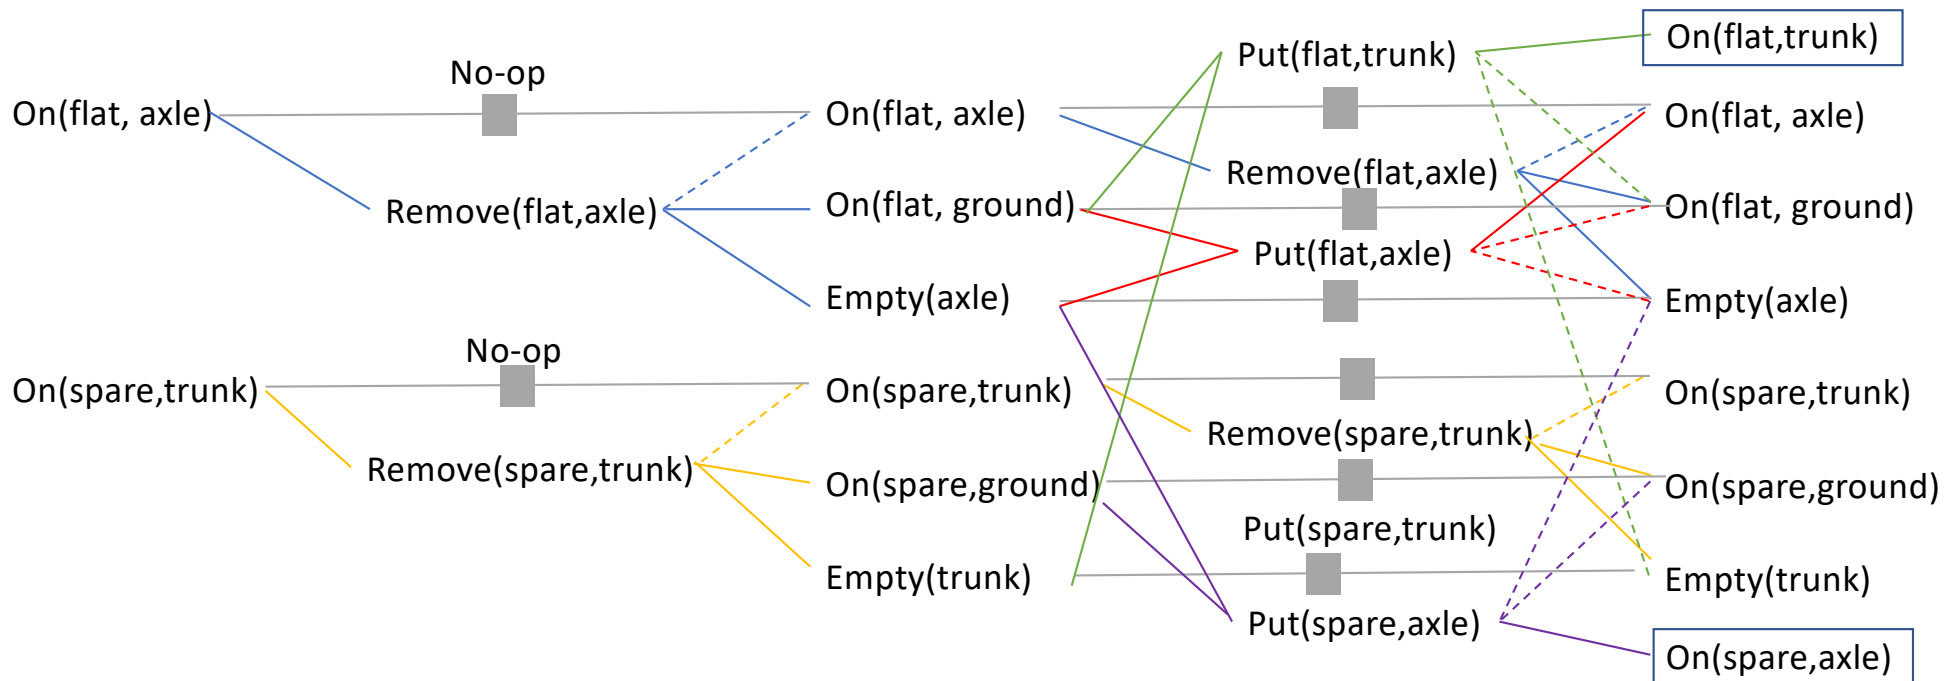 No-op
On(flat, axle)
Remove(flat,axle)
No-op
On(spare,trunk)
Remove(spare,trunk)
On(flat, axle)
On(flat, ground)
Empty(axle)
On(spare,trunk)
On(spare,ground)
Empty(trunk)
Put(flat,trunk)
Remove(flat,axle)
Put(flat,axle)
Remove(spare,trunk)
Put(spare,trunk)
Put(spare,axle)
On(flat,trunk)
On(flat, axle)
On(flat, ground)
Empty(axle)
On(spare,trunk)
On(spare,ground)
Empty(trunk)
On(spare,axle)